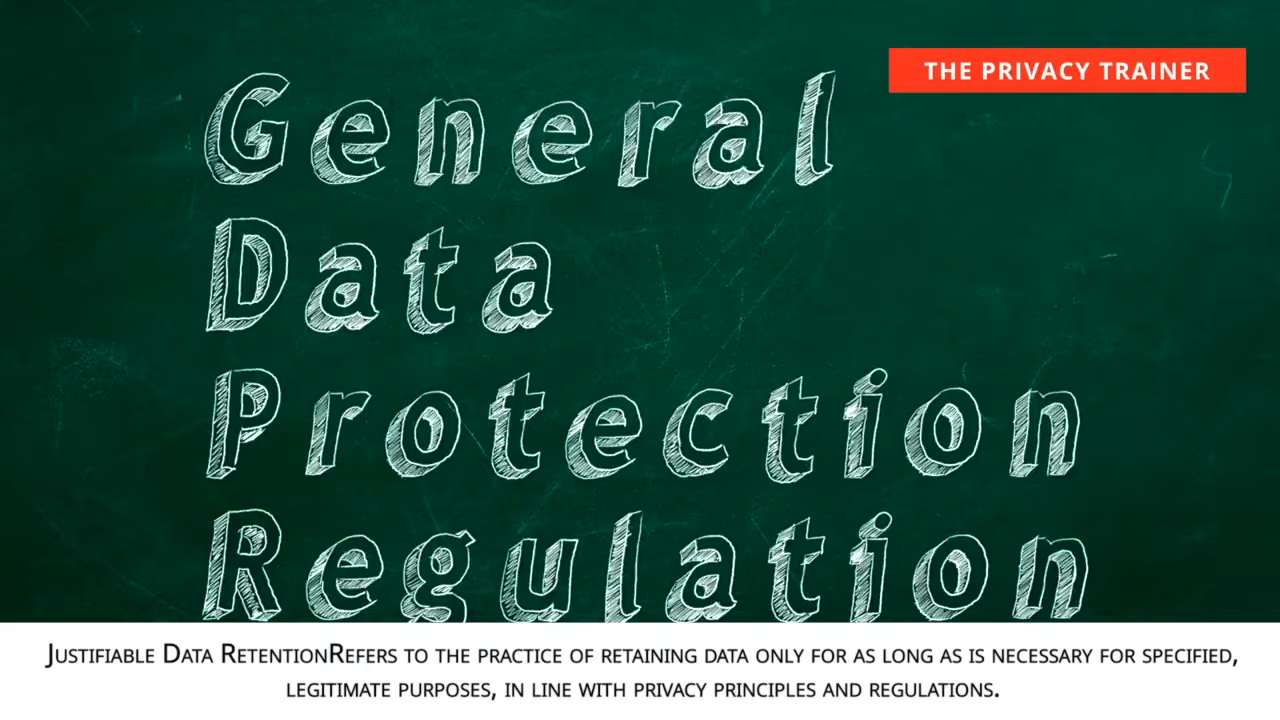 THE PRIVACY TRAINER
General
Data
Protection
Regulation
Justifiable Data RetentionRefers to the practice of retaining data only for as long as is necessary for specified,
legitimate purposes, in line with privacy principles and regulations.